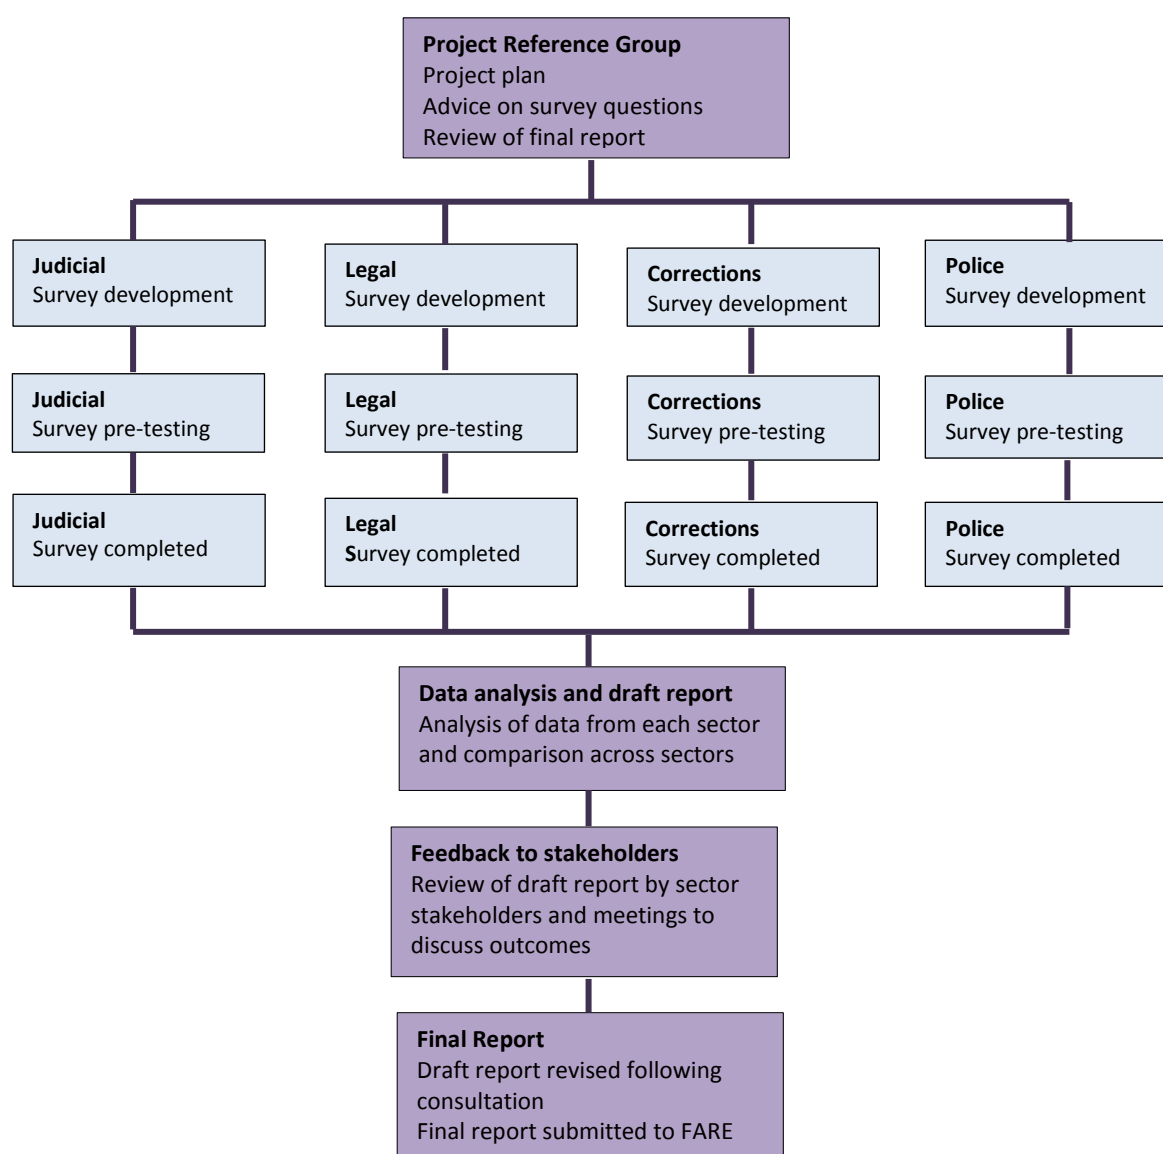 Project Reference Group
Project plan
Advice on survey questions
Review of final report
Judicial
Survey development
Legal
Survey development
Corrections
Survey development
Police
Survey development
Judicial
Survey pre-testing
Legal
Survey pre-testing
Corrections
Survey pre-testing
Police
Survey pre-testing
Judicial
Survey completed
Legal
Survey completed
Corrections
Survey completed
Police
Survey completed
Data analysis and draft report
Analysis of data from each sector
and comparison across sectors
Feedback to stakeholders
Review of draft report by sector
stakeholders and meetings to
discuss outcomes
Final Report
Draft report revised following
consultation
Final report submitted to FARE